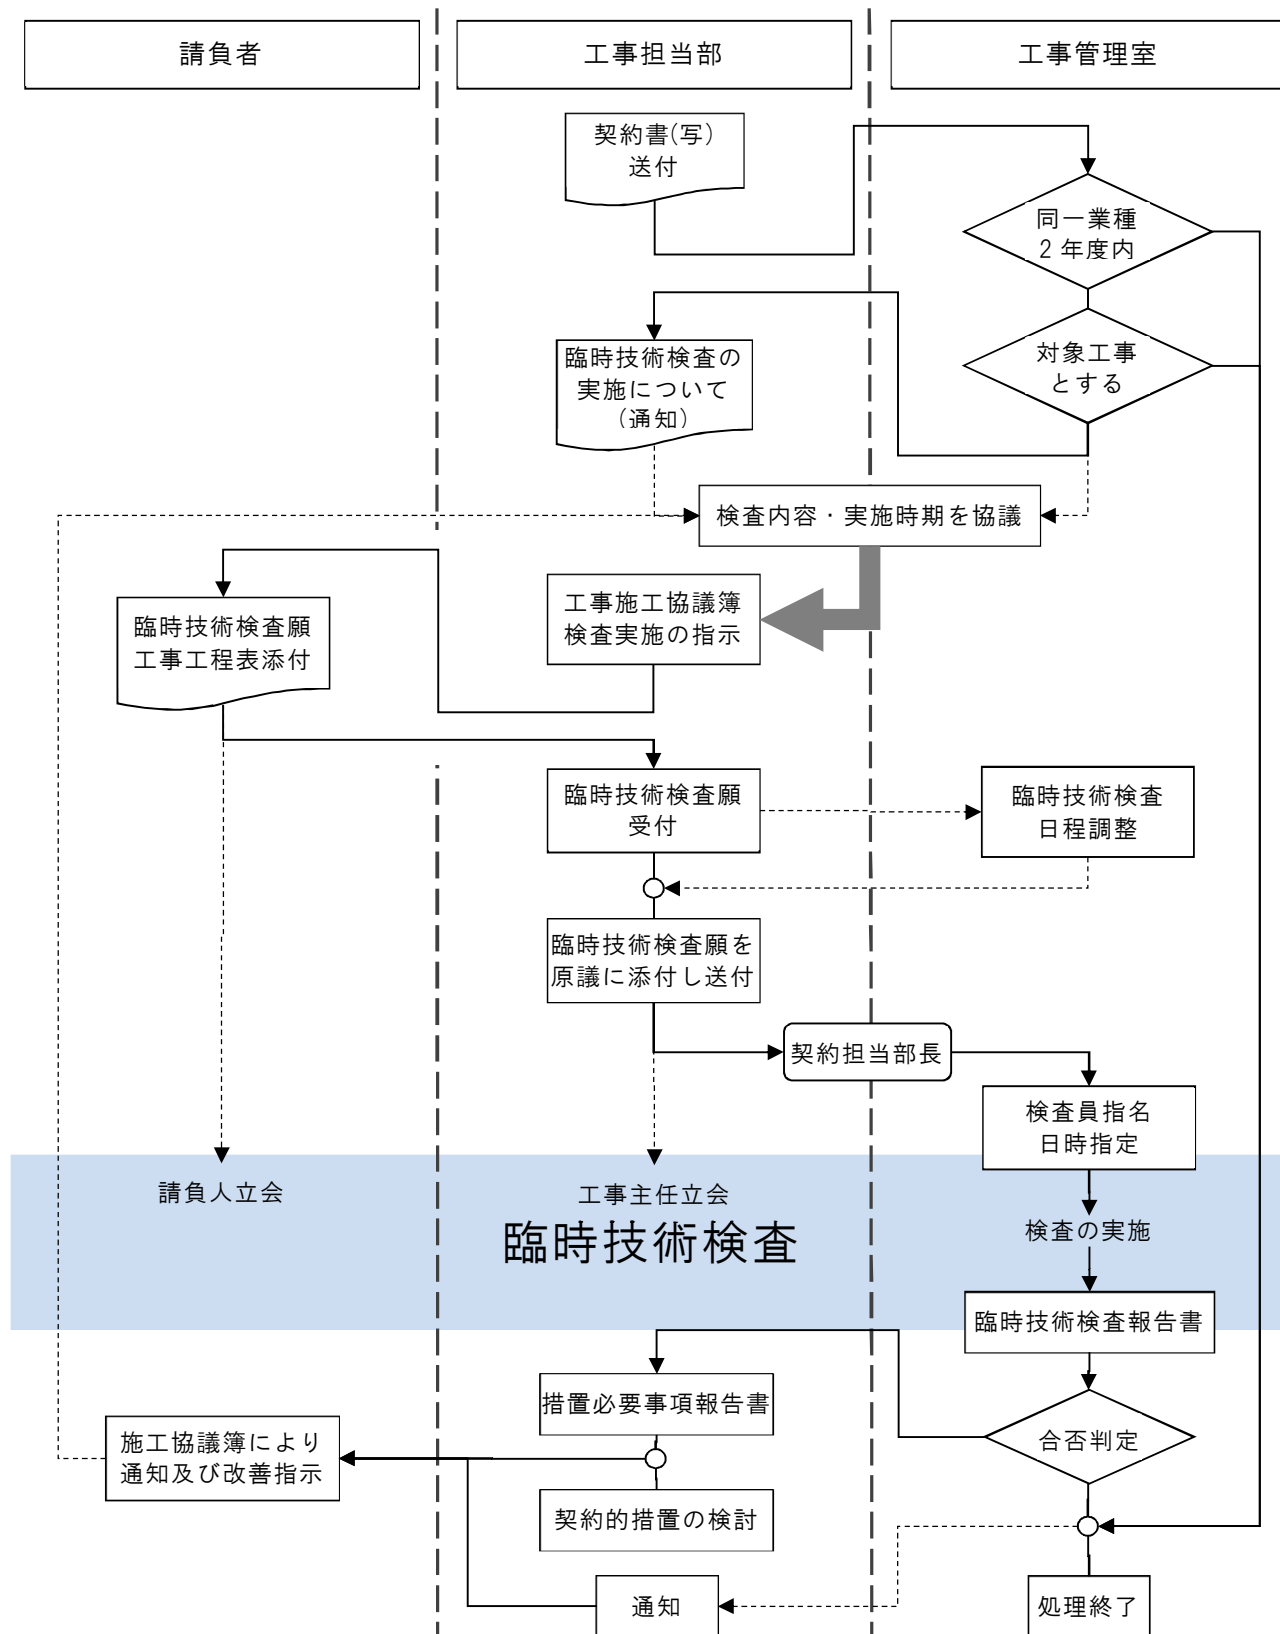 請負者
工事担当部
工事管理室
契約書(写)
送付
同一業種
2年度内
臨時技術検査の
実施について
(通知)
対象工事
とする
検査内容・実施時期を協議
工事施工協議簿
検査実施の指示
臨時技術検査願
工事工程表添付
臨時技術検査願
受付
臨時技術検査
日程調整
臨時技術検査願を
原議に添付し送付
契約担当部長
検査員指名
日時指定
請負人立会
工事主任立会
臨時技術検査
検査の実施
臨時技術検査報告書
措置必要事項報告書
合否判定
施工協議簿により
通知及び改善指示
契約的措置の検討
通知
処理終了